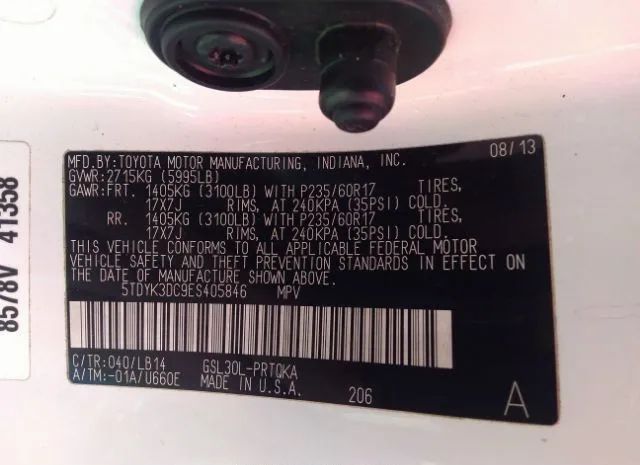 MFD.BY: TOYOTA MOTOR MANUFACTURING, INDIANA, INC. 08/13
GVWR: 2715KG (5995LB)
GAWR: FRT. 1405KG (3100LB) WITH P235/60R17 TIRES,
17X7J RIMS, AT 240KPA (35PSI) COLD.
RR. 1405KG (3100LB) WITH P235/60R17 TIRES,
17X7J RIMS, AT 240KPA (35PSI) COLD.
THIS VEHICLE CONFORMS TO ALL APPLICABLE FEDERAL MOTOR
VEHICLE SAFETY AND THEFT PREVENTION STANDARDS IN EFFECT ON THE
DATE OF MANUFACTURE SHOWN ABOVE.
5TDYK3DC9ES405846 MPV
C/TR: 040/LB14 GSL30L-PRTQKA
A/TM: -01A/U660E MADE IN U.S.A. 206 A
8578V 41358